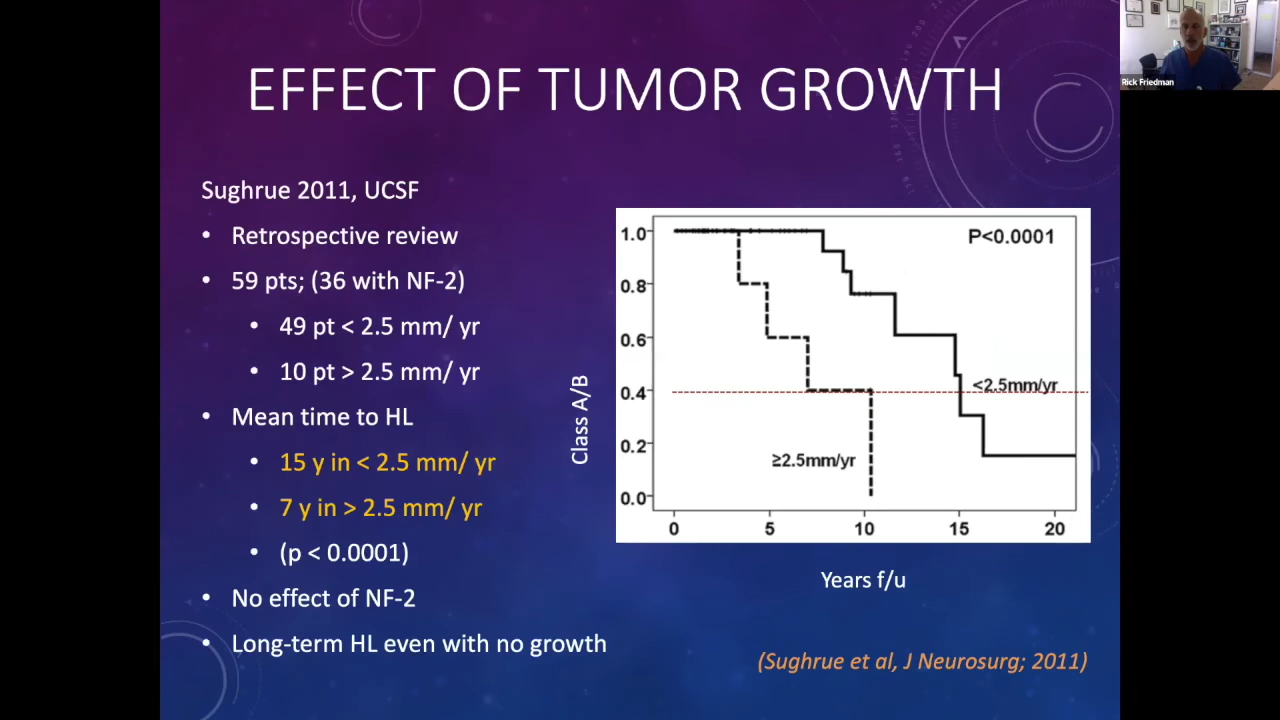 Rick Friedman
EFFECT OF TUMOR GROWTH
Sughrue 2011, UCSF
• Retrospective review
• 59 pts; (36 with NF-2)
• 49 pt < 2.5 mm/ yr
• 10 pt > 2.5 mm/ yr
• Mean time to HL
• 15 y in < 2.5 mm/ yr
• 7 y in > 2.5 mm/ yr
• (p < 0.0001)
• No effect of NF-2
• Long-term HL even with no growth
Class A/B
1.0
0.8
0.6
0.4
0.2
0.0
P<0.0001
<2.5mm/yr
≥2.5mm/yr
0 5 10 15 20
Years f/u
(Sughrue et al, J Neurosurg; 2011)